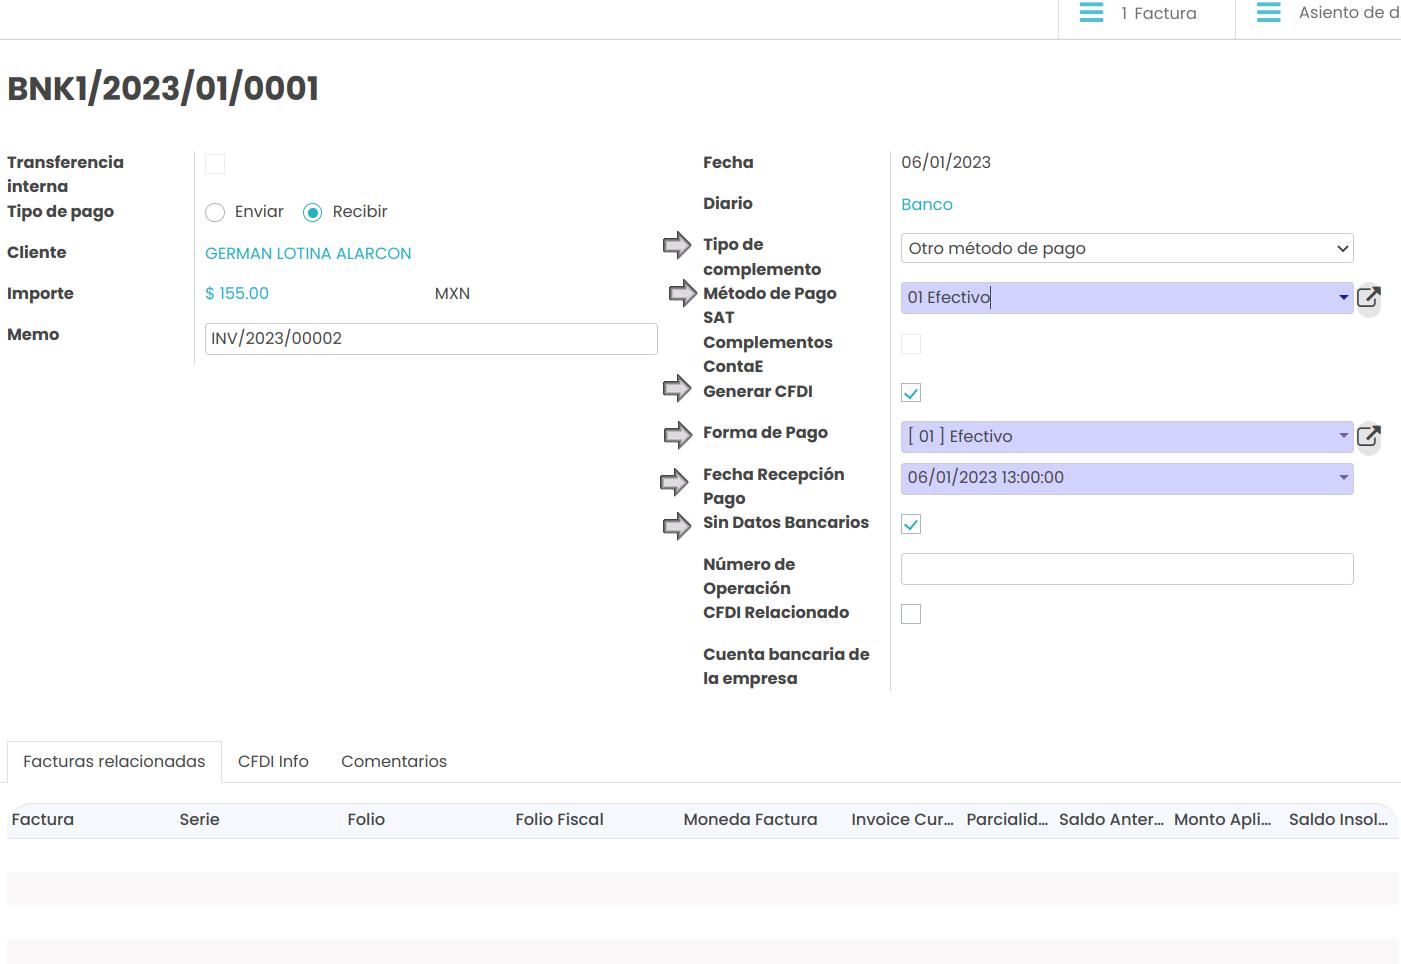 1 Factura
Asiento de d
BNK1/2023/01/0001
Transferencia
interna
Tipo de pago
Enviar
Recibir
Cliente
GERMAN LOTINA ALARCON
Importe
$ 155.00
MXN
Memo
INV/2023/00002
Fecha
06/01/2023
Diario
Banco
Tipo de
complemento
Otro método de pago
Método de Pago
SAT
01 Efectivo
Complementos
ContaE
Generar CFDI
Forma de Pago
[ 01 ] Efectivo
Fecha Recepción
Pago
06/01/2023 13:00:00
Sin Datos Bancarios
Número de
Operación
CFDI Relacionado
Cuenta bancaria de
la empresa
Facturas relacionadas
CFDI Info
Comentarios
Factura
Serie
Folio
Folio Fiscal
Moneda Factura
Invoice Cur...
Parcialid...
Saldo Anter...
Monto Apli...
Saldo Insol...